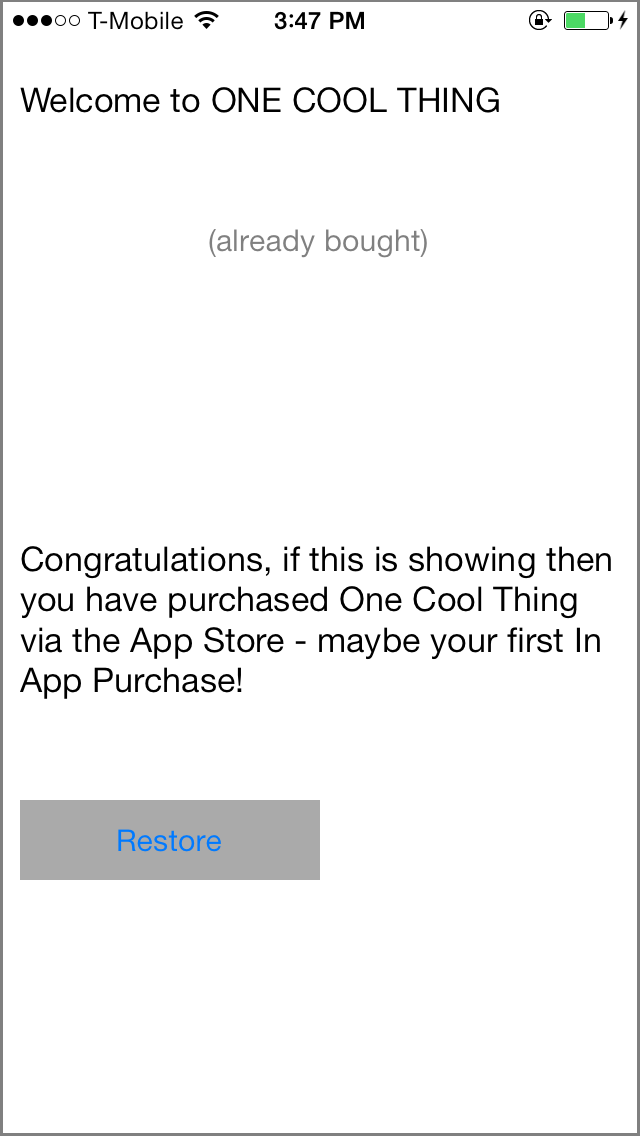 T-Mobile 3:47 PM
Welcome to ONE COOL THING
(already bought)
Congratulations, if this is showing then
you have purchased One Cool Thing
via the App Store - maybe your first In
App Purchase!
Restore